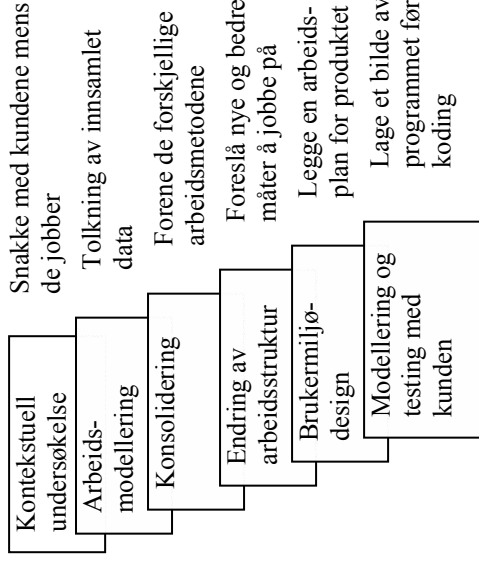 Kontekstuell
undersøkelse
Snakke med kundene mens
de jobber
Arbeids-
modellering
Tolkning av innsamlet
data
Konsolidering
Forene de forskjellige
arbeidsmetodene
Endring av
arbeidsstruktur
Foreslå nye og bedre
måter å jobbe på
Brukermiljø-
design
Legge en arbeids-
plan for produktet
Modellering og
testing med
kunden
Lage et bilde av
programmet før
koding